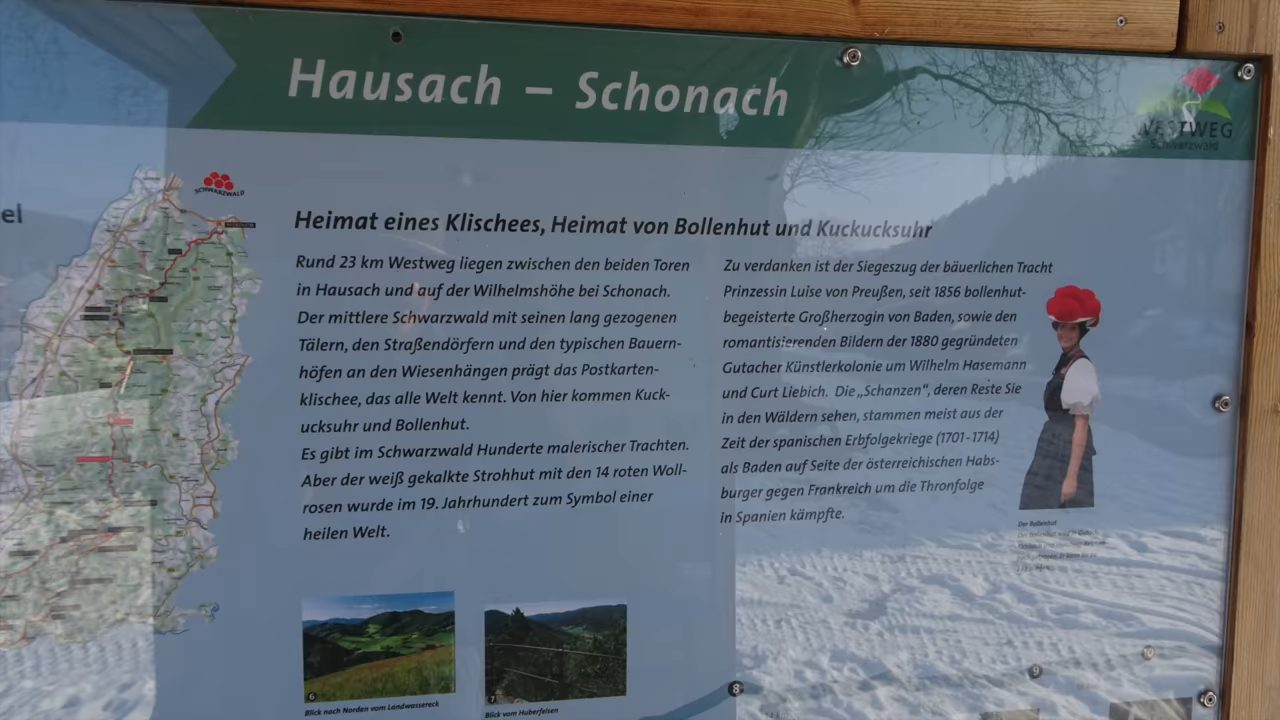 Hausach – Schonach
WESTWEG
Schwarzwald
SCHWARZWALD
el
Heimat eines Klischees, Heimat von Bollenhut und Kuckucksuhr
Rund 23 km Westweg liegen zwischen den beiden Toren
in Hausach und auf der Wilhelmshöhe bei Schonach.
Der mittlere Schwarzwald mit seinen lang gezogenen
Tälern, den Straßendörfern und den typischen Bauern-
höfen an den Wiesenhängen prägt das Postkarten-
klischee, das alle Welt kennt. Von hier kommen Kuck-
ucksuhr und Bollenhut.
Es gibt im Schwarzwald Hunderte malerischer Trachten.
Aber der weiß gekalkte Strohhut mit den 14 roten Woll-
rosen wurde im 19. Jahrhundert zum Symbol einer
heilen Welt.
Zu verdanken ist der Siegeszug der bäuerlichen Tracht
Prinzessin Luise von Preußen, seit 1856 bollenhut-
begeisterte Großherzogin von Baden, sowie den
romantisierenden Bildern der 1880 gegründeten
Gutacher Künstlerkolonie um Wilhelm Hasemann
und Curt Liebich. Die „Schanzen“, deren Reste Sie
in den Wäldern sehen, stammen meist aus der
Zeit der spanischen Erbfolgekriege (1701-1714)
als Baden auf Seite der österreichischen Habs-
burger gegen Frankreich um die Thronfolge
in Spanien kämpfte.
Der Bollenhut
6
Blick nach Norden vom Landwassereck
7
Blick vom Huberfelsen
8
9
10